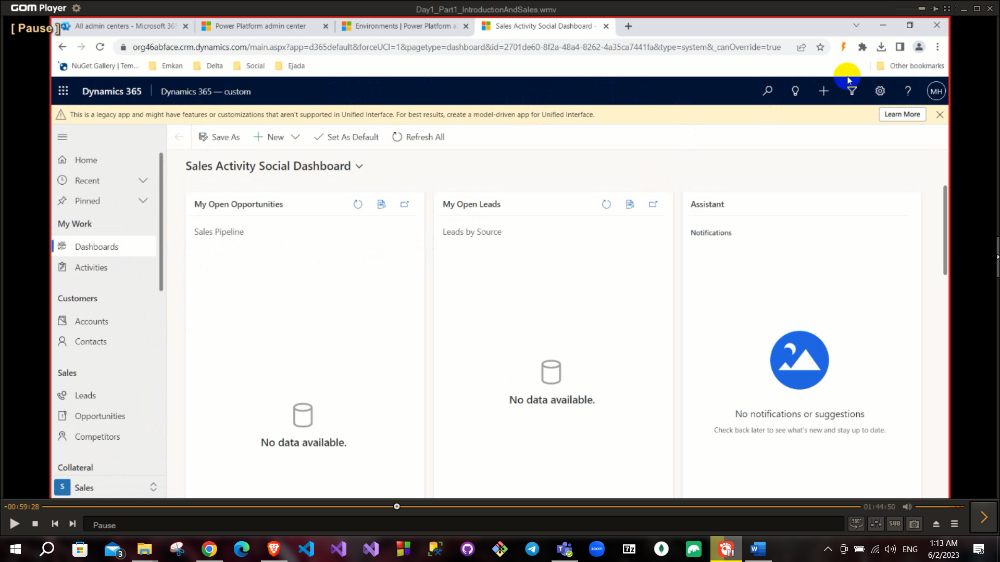 GOM Player
Day1_Part1_IntroductionAndSales.wmv
[ Pause ]
All admin centers - Microsoft 365
Power Platform admin center
Environments | Power Platform a
Sales Activity Social Dashboard -
org46abface.crm.dynamics.com/main.aspx?app=d365default&forceUCI=1&pagetype=dashboard&id=2701de60-8f2a-48a4-8262-4a35ca7441fa&type=system&_canOverride=true
NuGet Gallery | Tem...
Emkan
Delta
Social
Ejada
Other bookmarks
Dynamics 365
Dynamics 365 — custom
MH
This is a legacy app and might have features or customizations that aren't supported in Unified Interface. For best results, create a model-driven app for Unified Interface.
Learn More
Save As
New
Set As Default
Refresh All
Home
Recent
Pinned
My Work
Dashboards
Activities
Customers
Accounts
Contacts
Sales
Leads
Opportunities
Competitors
Collateral
S
Sales
Sales Activity Social Dashboard
My Open Opportunities
Sales Pipeline
No data available.
My Open Leads
Leads by Source
No data available.
Assistant
Notifications
No notifications or suggestions
Check back later to see what's new and stay up to date.
-00:59:28
01:44:50
Pause
360°
SUB
3
zoom
7z
W
ENG
1:13 AM
6/2/2023